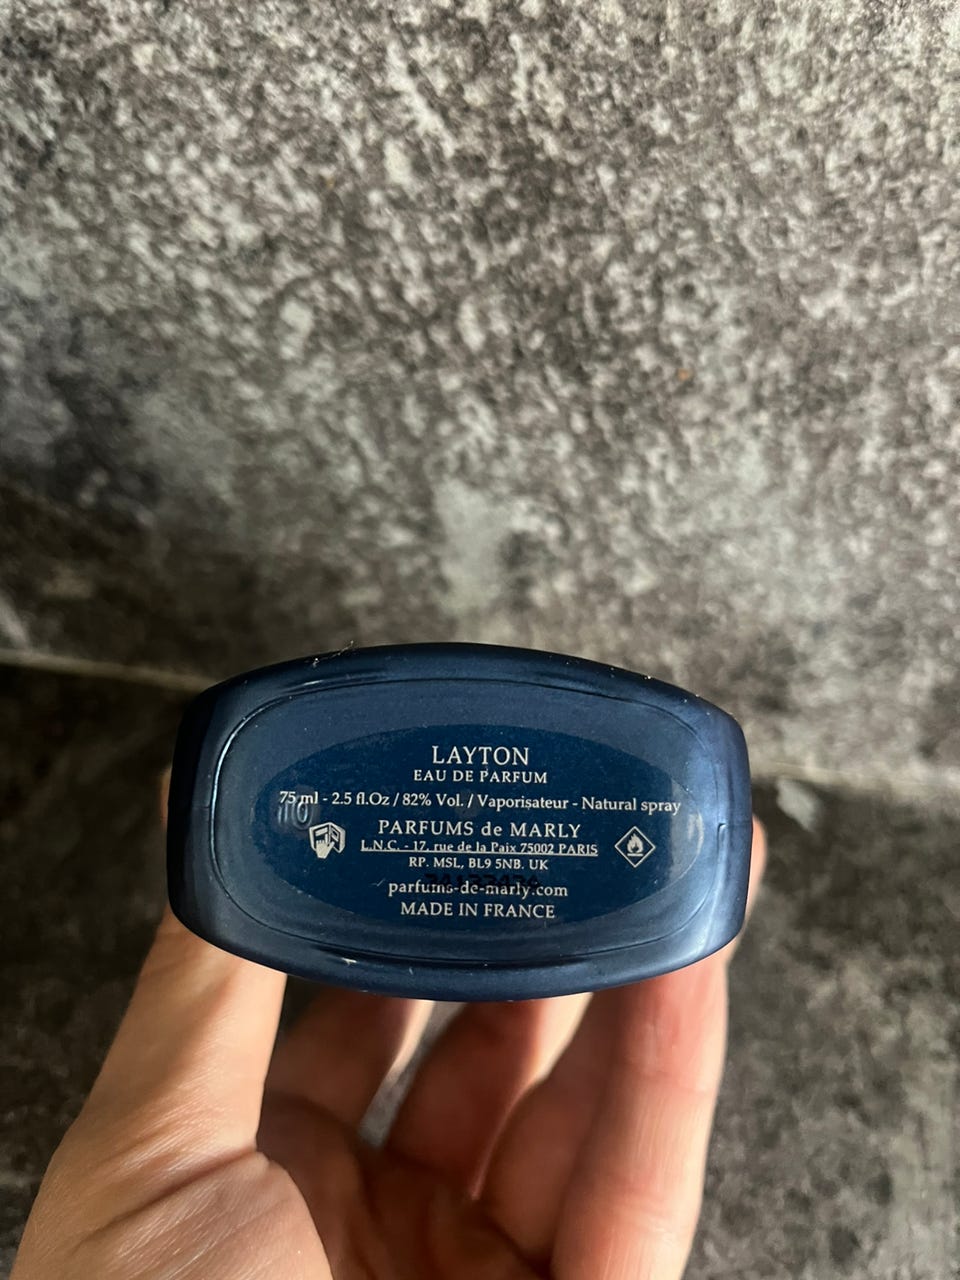 LAYTON
EAU DE PARFUM
75 ml - 2.5 fl.Oz / 82% Vol. / Vaporisateur - Natural spray
10
PARFUMS de MARLY
L.N.C. - 17, rue de la Paix 75002 PARIS
RP. MSL, BL9 5NB. UK
parfums-de-marly.com
MADE IN FRANCE